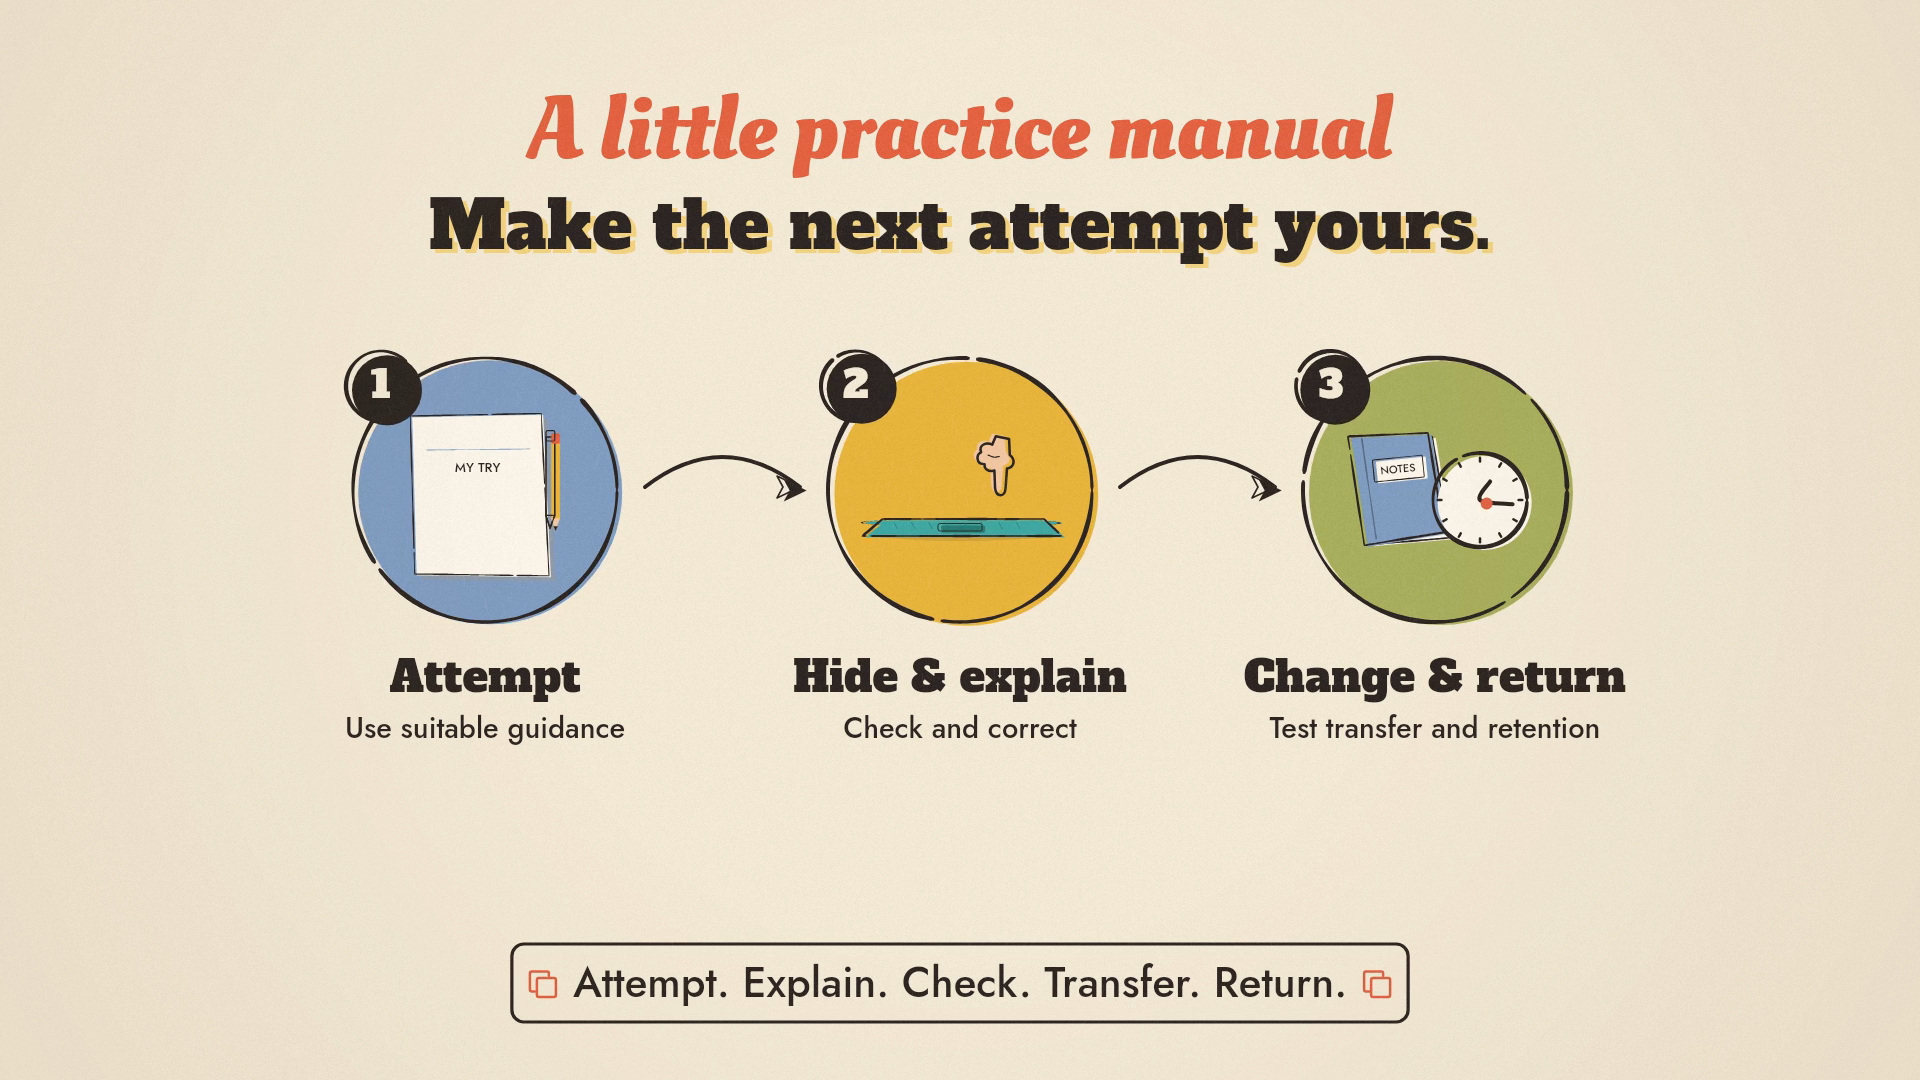 A little practice manual
Make the next attempt yours.
1
MY TRY
2
3
NOTES
Attempt
Use suitable guidance
Hide & explain
Check and correct
Change & return
Test transfer and retention
Attempt. Explain. Check. Transfer. Return.